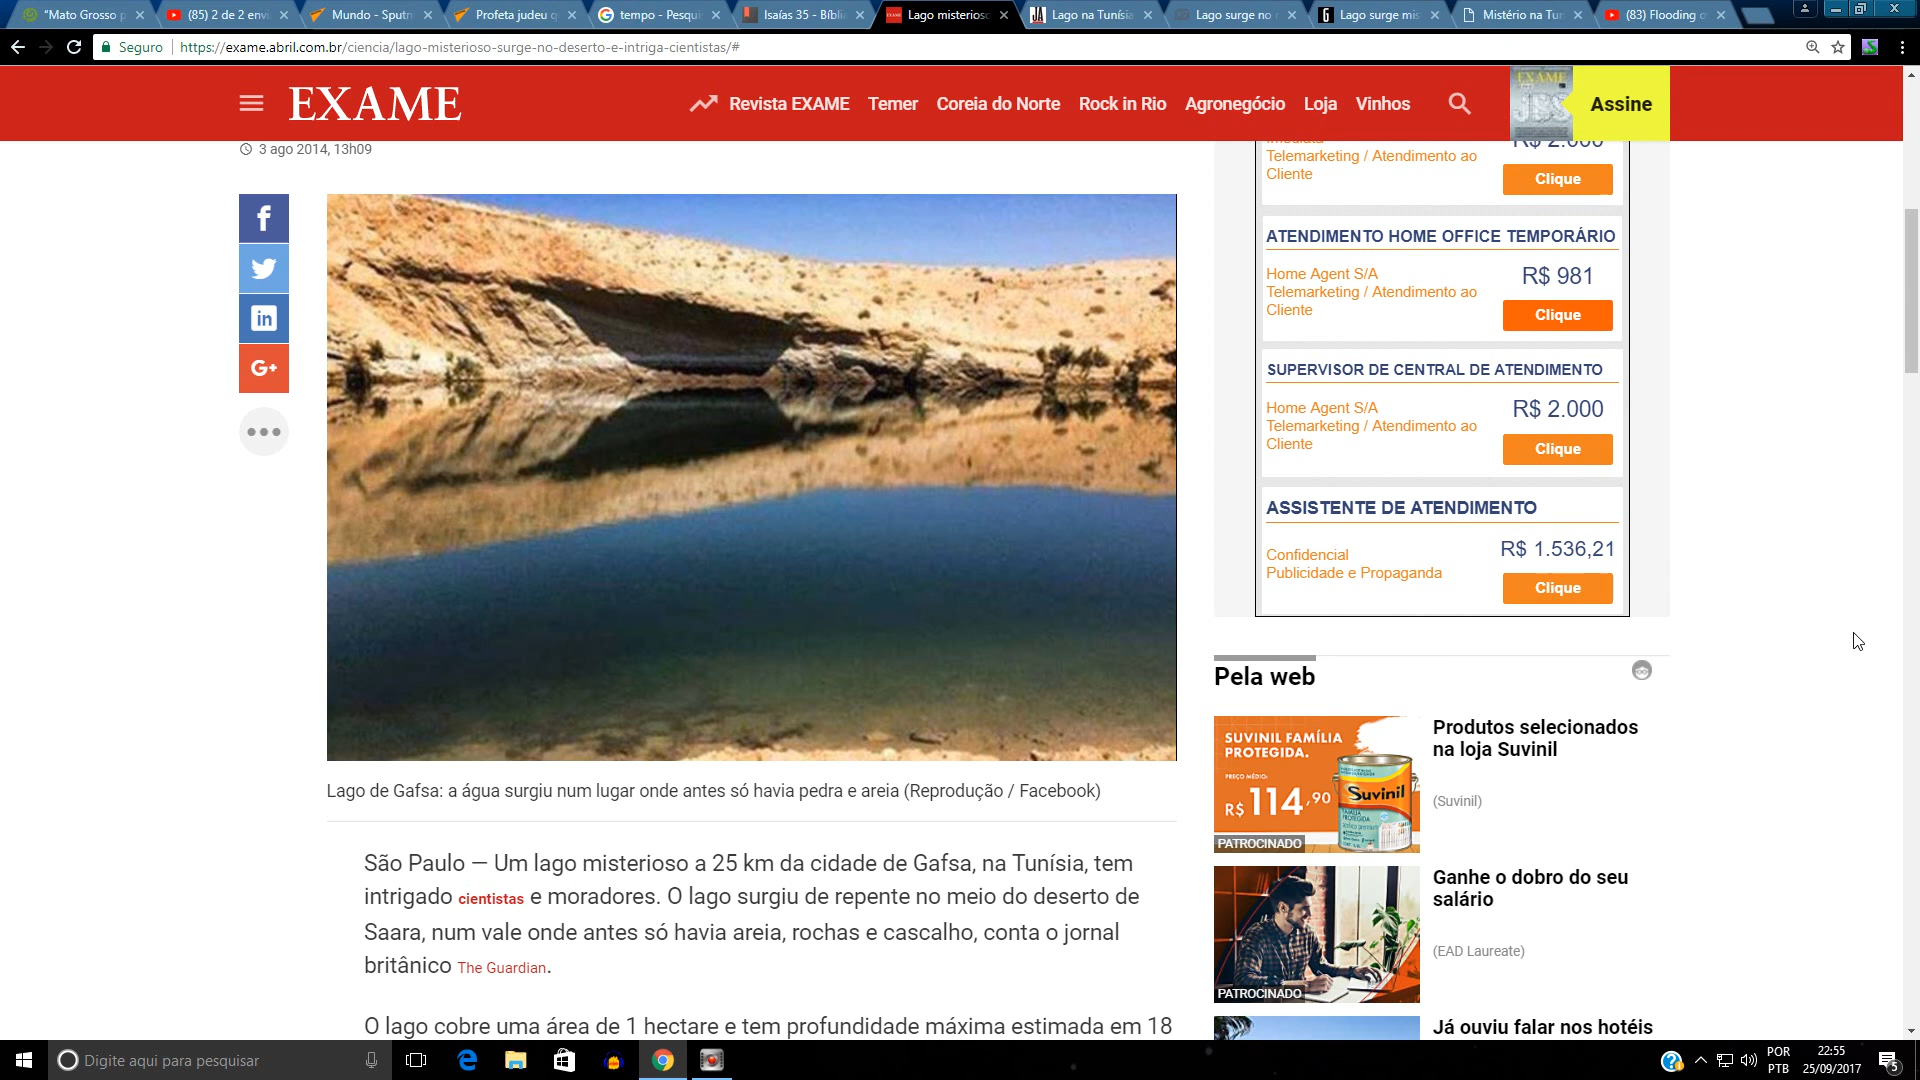 "Mato Grosso p
(85) 2 de 2 envi
Mundo - Sputn
Profeta judeu q
tempo - Pesqui
Isaías 35 - Bíbli
Lago misterioso
Lago na Tunísia
Lago surge no
Lago surge mis
Mistério na Tun
(83) Flooding o
Seguro
https://exame.abril.com.br/ciencia/lago-misterioso-surge-no-deserto-e-intriga-cientistas/#
EXAME
Revista EXAME
Temer
Coreia do Norte
Rock in Rio
Agronegócio
Loja
Vinhos
EXAME
JBS
Assine
3 ago 2014, 13h09
f
in
G+
Lago de Gafsa: a água surgiu num lugar onde antes só havia pedra e areia (Reprodução / Facebook)
São Paulo — Um lago misterioso a 25 km da cidade de Gafsa, na Tunísia, tem
intrigado cientistas e moradores. O lago surgiu de repente no meio do deserto de
Saara, num vale onde antes só havia areia, rochas e cascalho, conta o jornal
britânico The Guardian.
O lago cobre uma área de 1 hectare e tem profundidade máxima estimada em 18
Imediata
R$ 2.000
Telemarketing / Atendimento ao
Cliente
Clique
ATENDIMENTO HOME OFFICE TEMPORÁRIO
Home Agent S/A
Telemarketing / Atendimento ao
Cliente
R$ 981
Clique
SUPERVISOR DE CENTRAL DE ATENDIMENTO
Home Agent S/A
Telemarketing / Atendimento ao
Cliente
R$ 2.000
Clique
ASSISTENTE DE ATENDIMENTO
Confidencial
Publicidade e Propaganda
R$ 1.536,21
Clique
Pela web
SUVINIL FAMÍLIA
PROTEGIDA.
PREÇO MÉDIO:
R$ 114,90
Suvinil
PATROCINADO
Produtos selecionados
na loja Suvinil
(Suvinil)
PATROCINADO
Ganhe o dobro do seu
salário
(EAD Laureate)
Já ouviu falar nos hotéis
Digite aqui para pesquisar
POR
PTB
22:55
25/09/2017
5